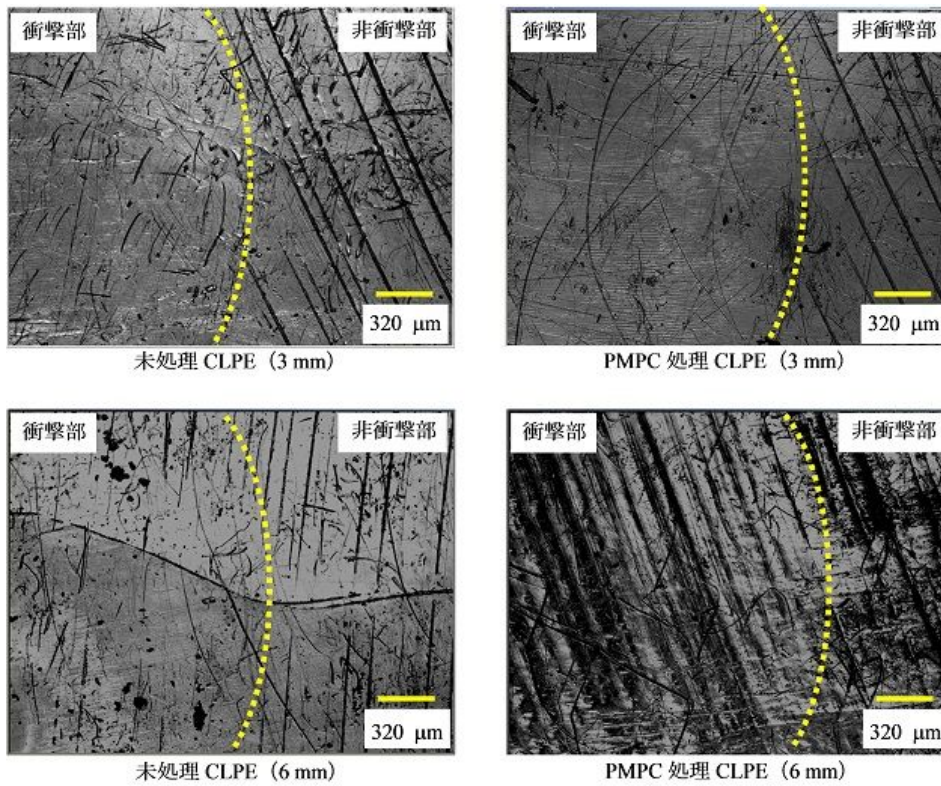 衝撃部
非衝撃部
320 μm
未処理 CLPE(3 mm)
衝撃部
非衝撃部
320 μm
PMPC 処理 CLPE(3 mm)
衝撃部
非衝撃部
320 μm
未処理 CLPE(6 mm)
衝撃部
非衝撃部
320 μm
PMPC 処理 CLPE(6 mm)